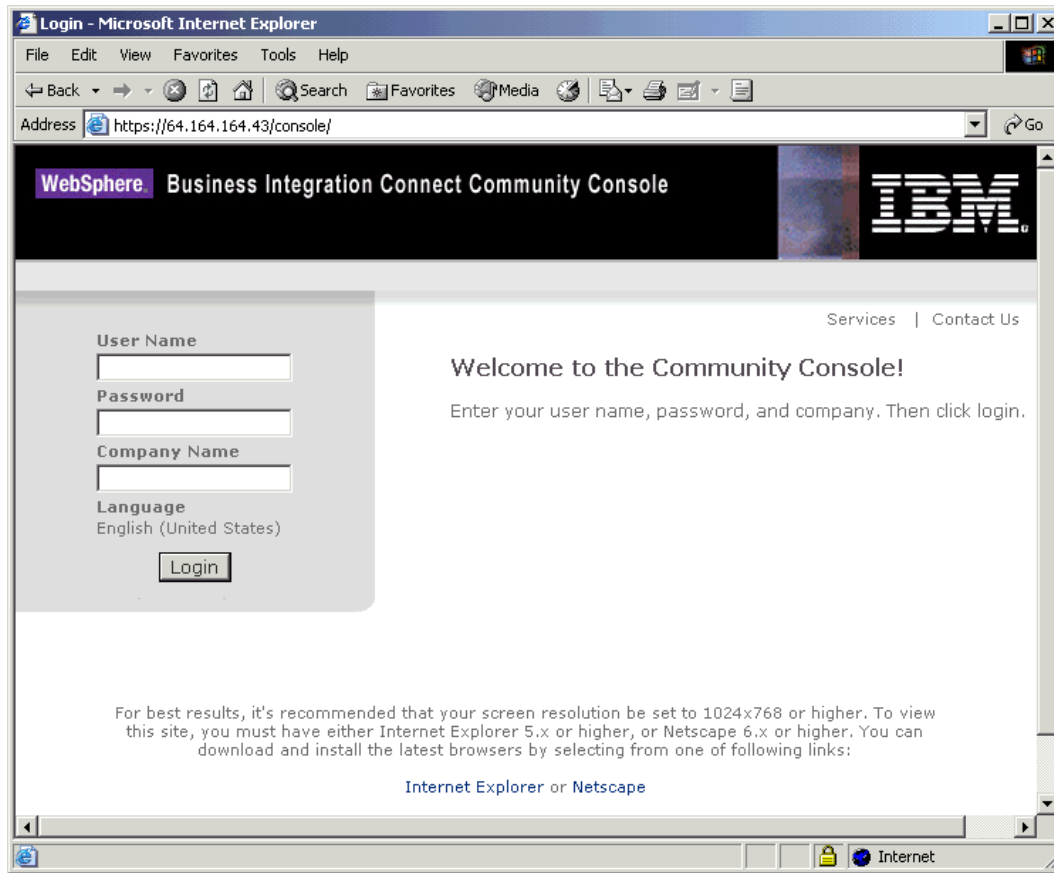 Login - Microsoft Internet Explorer
File Edit View Favorites Tools Help
Back Search Favorites Media
Address https://64.164.164.43/console/ Go
WebSphere. Business Integration Connect Community Console
IBM
Services | Contact Us
User Name
Welcome to the Community Console!
Password
Enter your user name, password, and company. Then click login.
Company Name
Language
English (United States)
Login
For best results, it's recommended that your screen resolution be set to 1024x768 or higher. To view
this site, you must have either Internet Explorer 5.x or higher, or Netscape 6.x or higher. You can
download and install the latest browsers by selecting from one of following links:
Internet Explorer or Netscape
Internet